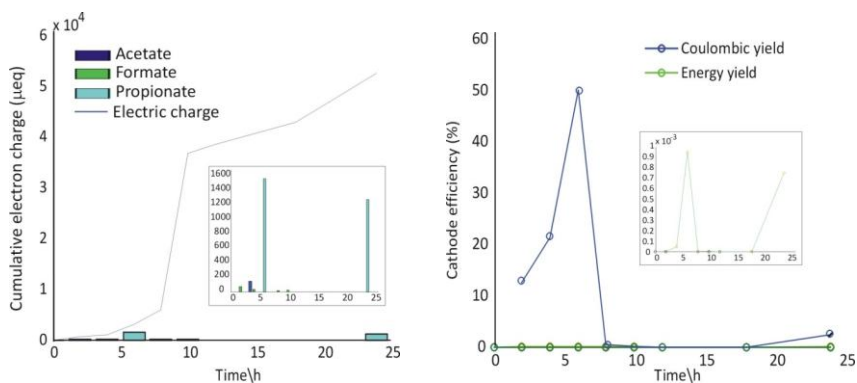 x 10⁴
6
5
4
3
2
1
0
Cumulative electron charge (µeq)
Acetate
Formate
Propionate
Electric charge
1600
1400
1200
1000
800
600
400
200
0
0 5 10 15 20 25
0 5 10 15 20 25
Time\h
60
50
40
30
20
10
0
Cathode efficiency (%)
Coulombic yield
Energy yield
x 10⁻³
1
0.9
0.8
0.7
0.6
0.5
0.4
0.3
0.2
0.1
0
0 5 10 15 20 25
0 5 10 15 20 25
Time\h